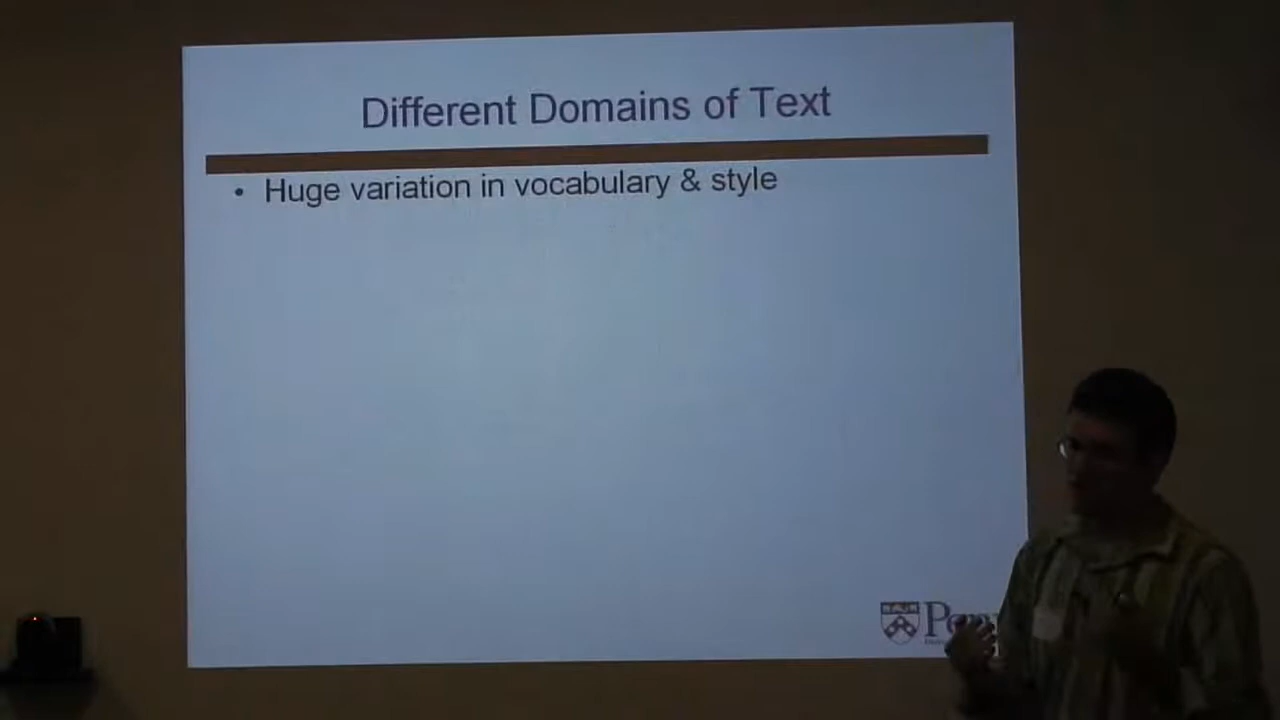 Different Domains of Text
• Huge variation in vocabulary & style